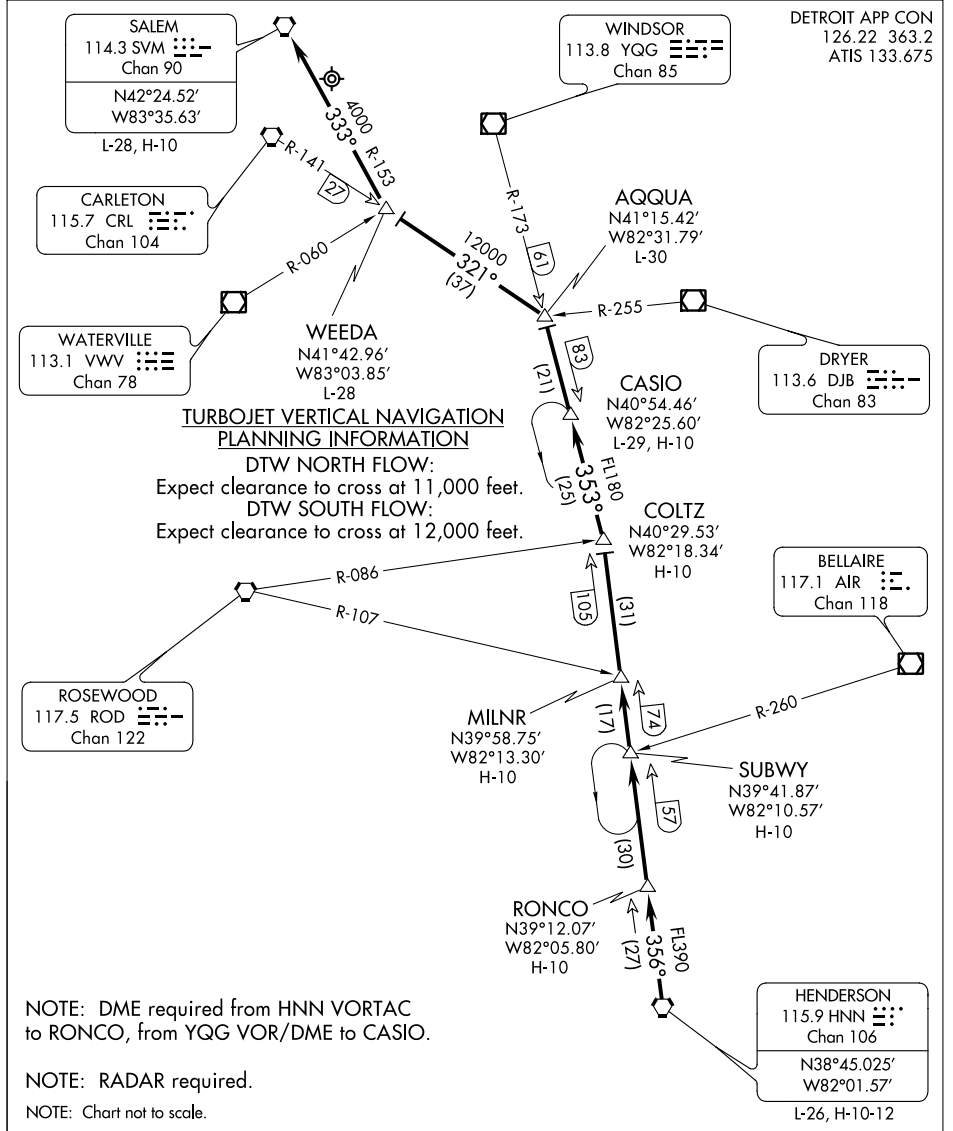 SALEM
114.3 SVM
Chan 90
N42°24.52'
W83°35.63'
L-28, H-10
WINDSOR
113.8 YQG
Chan 85
DETROIT APP CON
126.22 363.2
ATIS 133.675
4000
333°
R-153
R-141
27
CARLETON
115.7 CRL
Chan 104
R-060
WATERVILLE
113.1 VWV
Chan 78
R-173
61
AQQUA
N41°15.42'
W82°31.79'
L-30
12000
321°
(37)
R-255
DRYER
113.6 DJB
Chan 83
WEEDA
N41°42.96'
W83°03.85'
L-28
83
(21)
CASIO
N40°54.46'
W82°25.60'
L-29, H-10
TURBOJET VERTICAL NAVIGATION
PLANNING INFORMATION
DTW NORTH FLOW:
Expect clearance to cross at 11,000 feet.
DTW SOUTH FLOW:
Expect clearance to cross at 12,000 feet.
FL180
353°
(25)
COLTZ
N40°29.53'
W82°18.34'
H-10
R-086
R-107
105
(31)
BELLAIRE
117.1 AIR
Chan 118
ROSEWOOD
117.5 ROD
Chan 122
MILNR
N39°58.75'
W82°13.30'
H-10
(17)
74
R-260
SUBWY
N39°41.87'
W82°10.57'
H-10
57
(30)
RONCO
N39°12.07'
W82°05.80'
H-10
FL390
356°
(27)
HENDERSON
115.9 HNN
Chan 106
N38°45.025'
W82°01.57'
L-26, H-10-12
NOTE: DME required from HNN VORTAC
to RONCO, from YQG VOR/DME to CASIO.
NOTE: RADAR required.
NOTE: Chart not to scale.